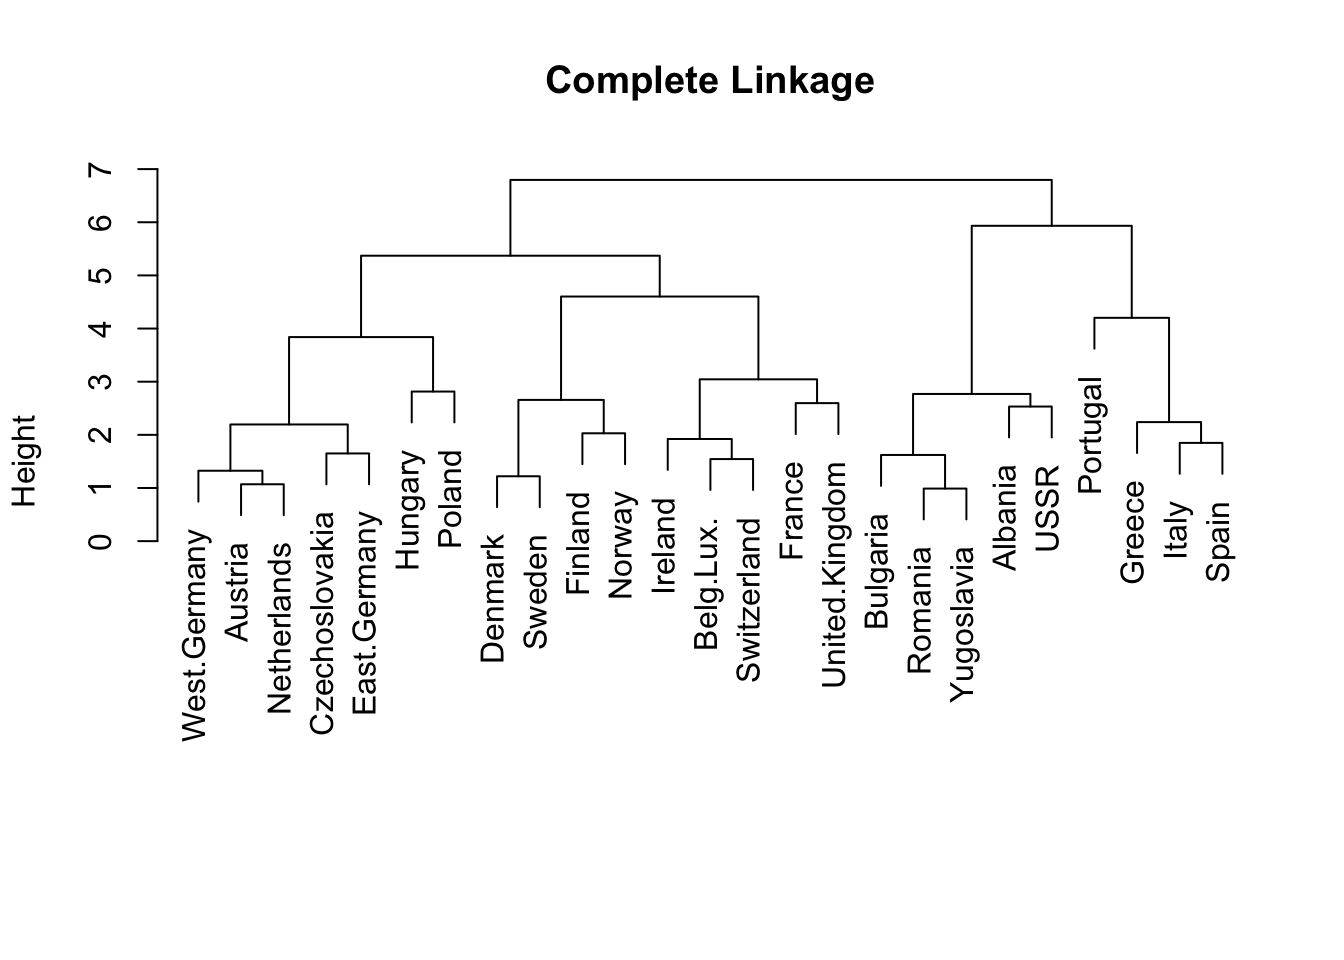 Complete Linkage
Height
7
6
5
4
3
2
1
0
West.Germany
Austria
Netherlands
Czechoslovakia
East.Germany
Hungary
Poland
Denmark
Sweden
Finland
Norway
Ireland
Belg.Lux.
Switzerland
France
United.Kingdom
Bulgaria
Romania
Yugoslavia
Albania
USSR
Portugal
Greece
Italy
Spain